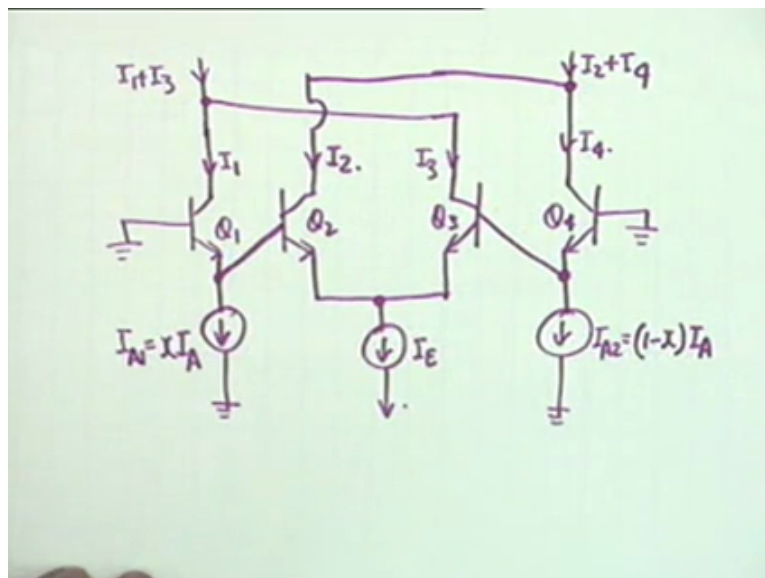 I1+I3
I2+I4
I1
I2.
I3
I4.
Q1
Q2
Q3
Q4
IA1=xIA
IE
IA2=(1-x)IA